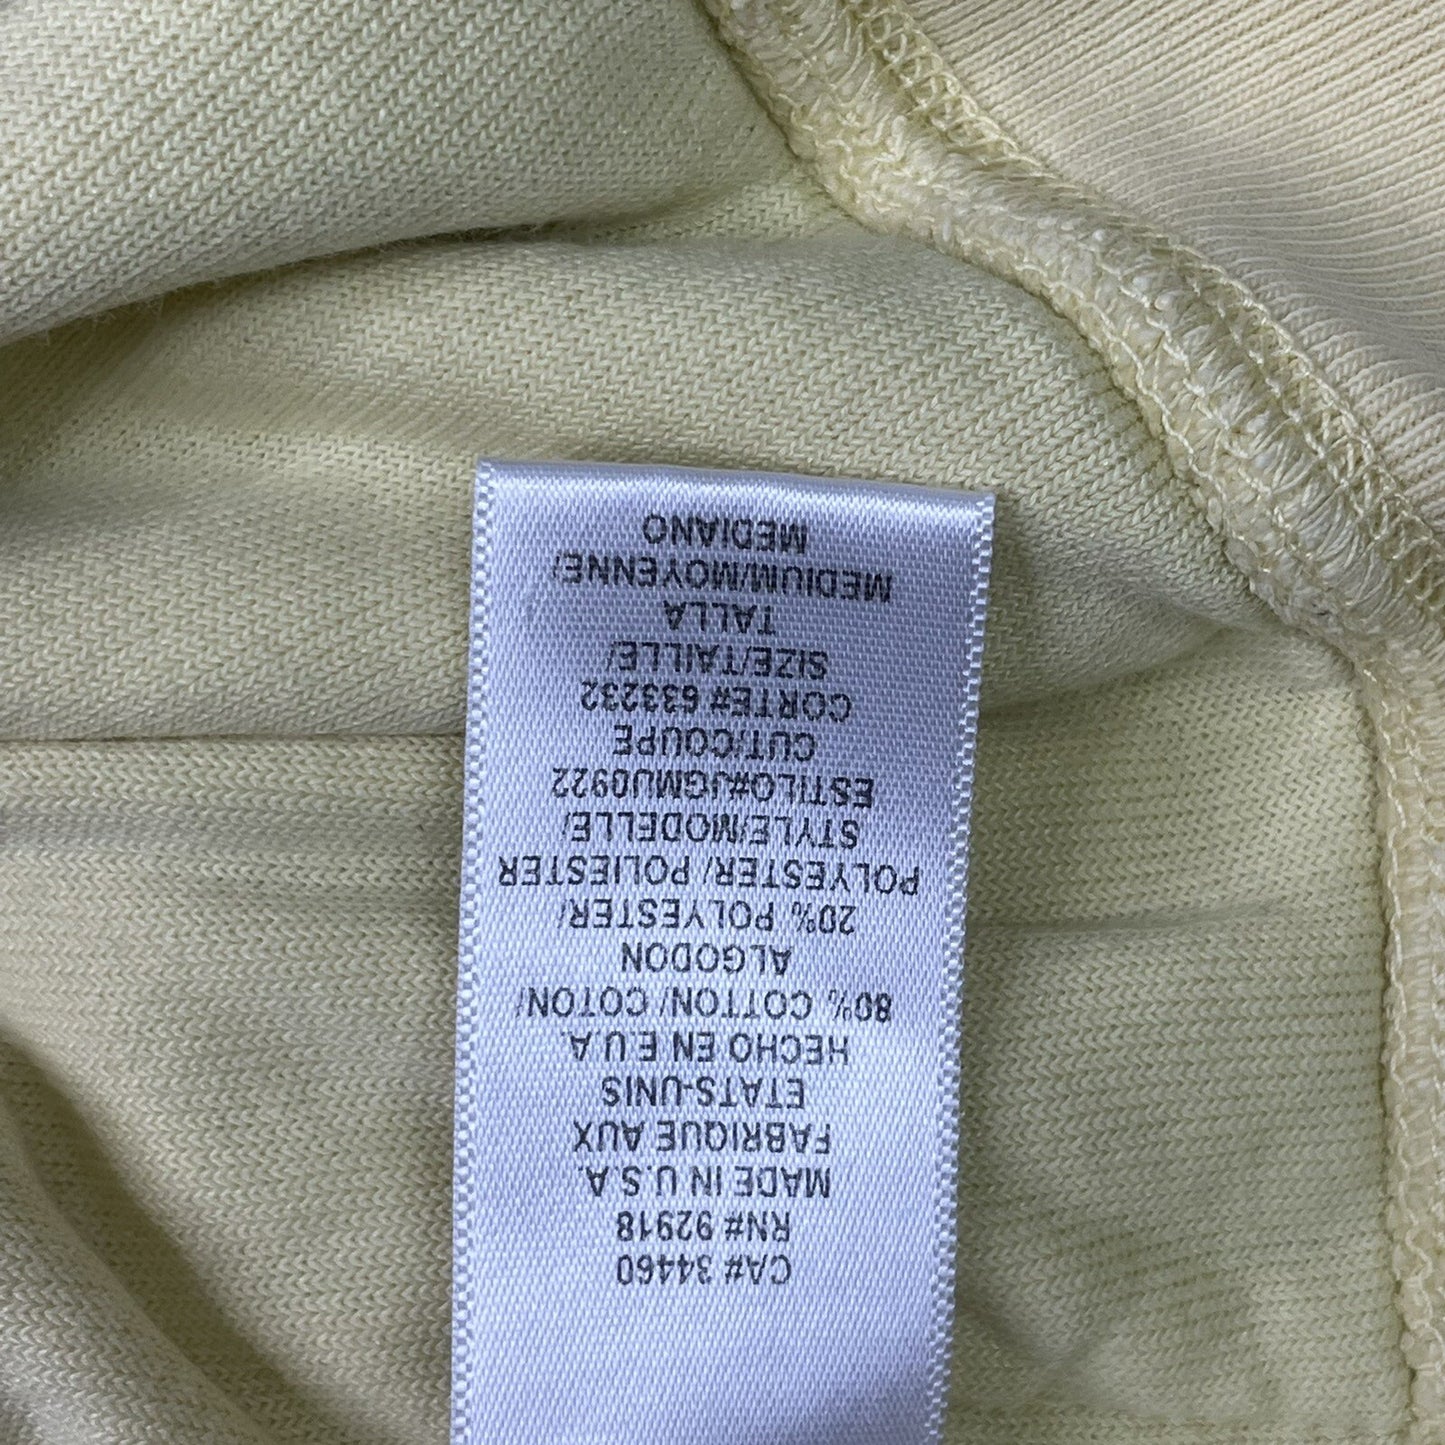 CA# 34460
RN# 92918
MADE IN U.S.A.
FABRIQUE AUX
ETATS-UNIS
HECHO EN E.U.A
80% COTTON/ COTON/
ALGODON
20% POLYESTER/
POLYESTER/ POLIESTER
STYLE/MODELLE/
ESTILO#JGMU0922
CUT/COUPE
CORTE# 633232
SIZE/TAILLE/
TALLA
MEDIUM/MOYENNE/
MEDIANO